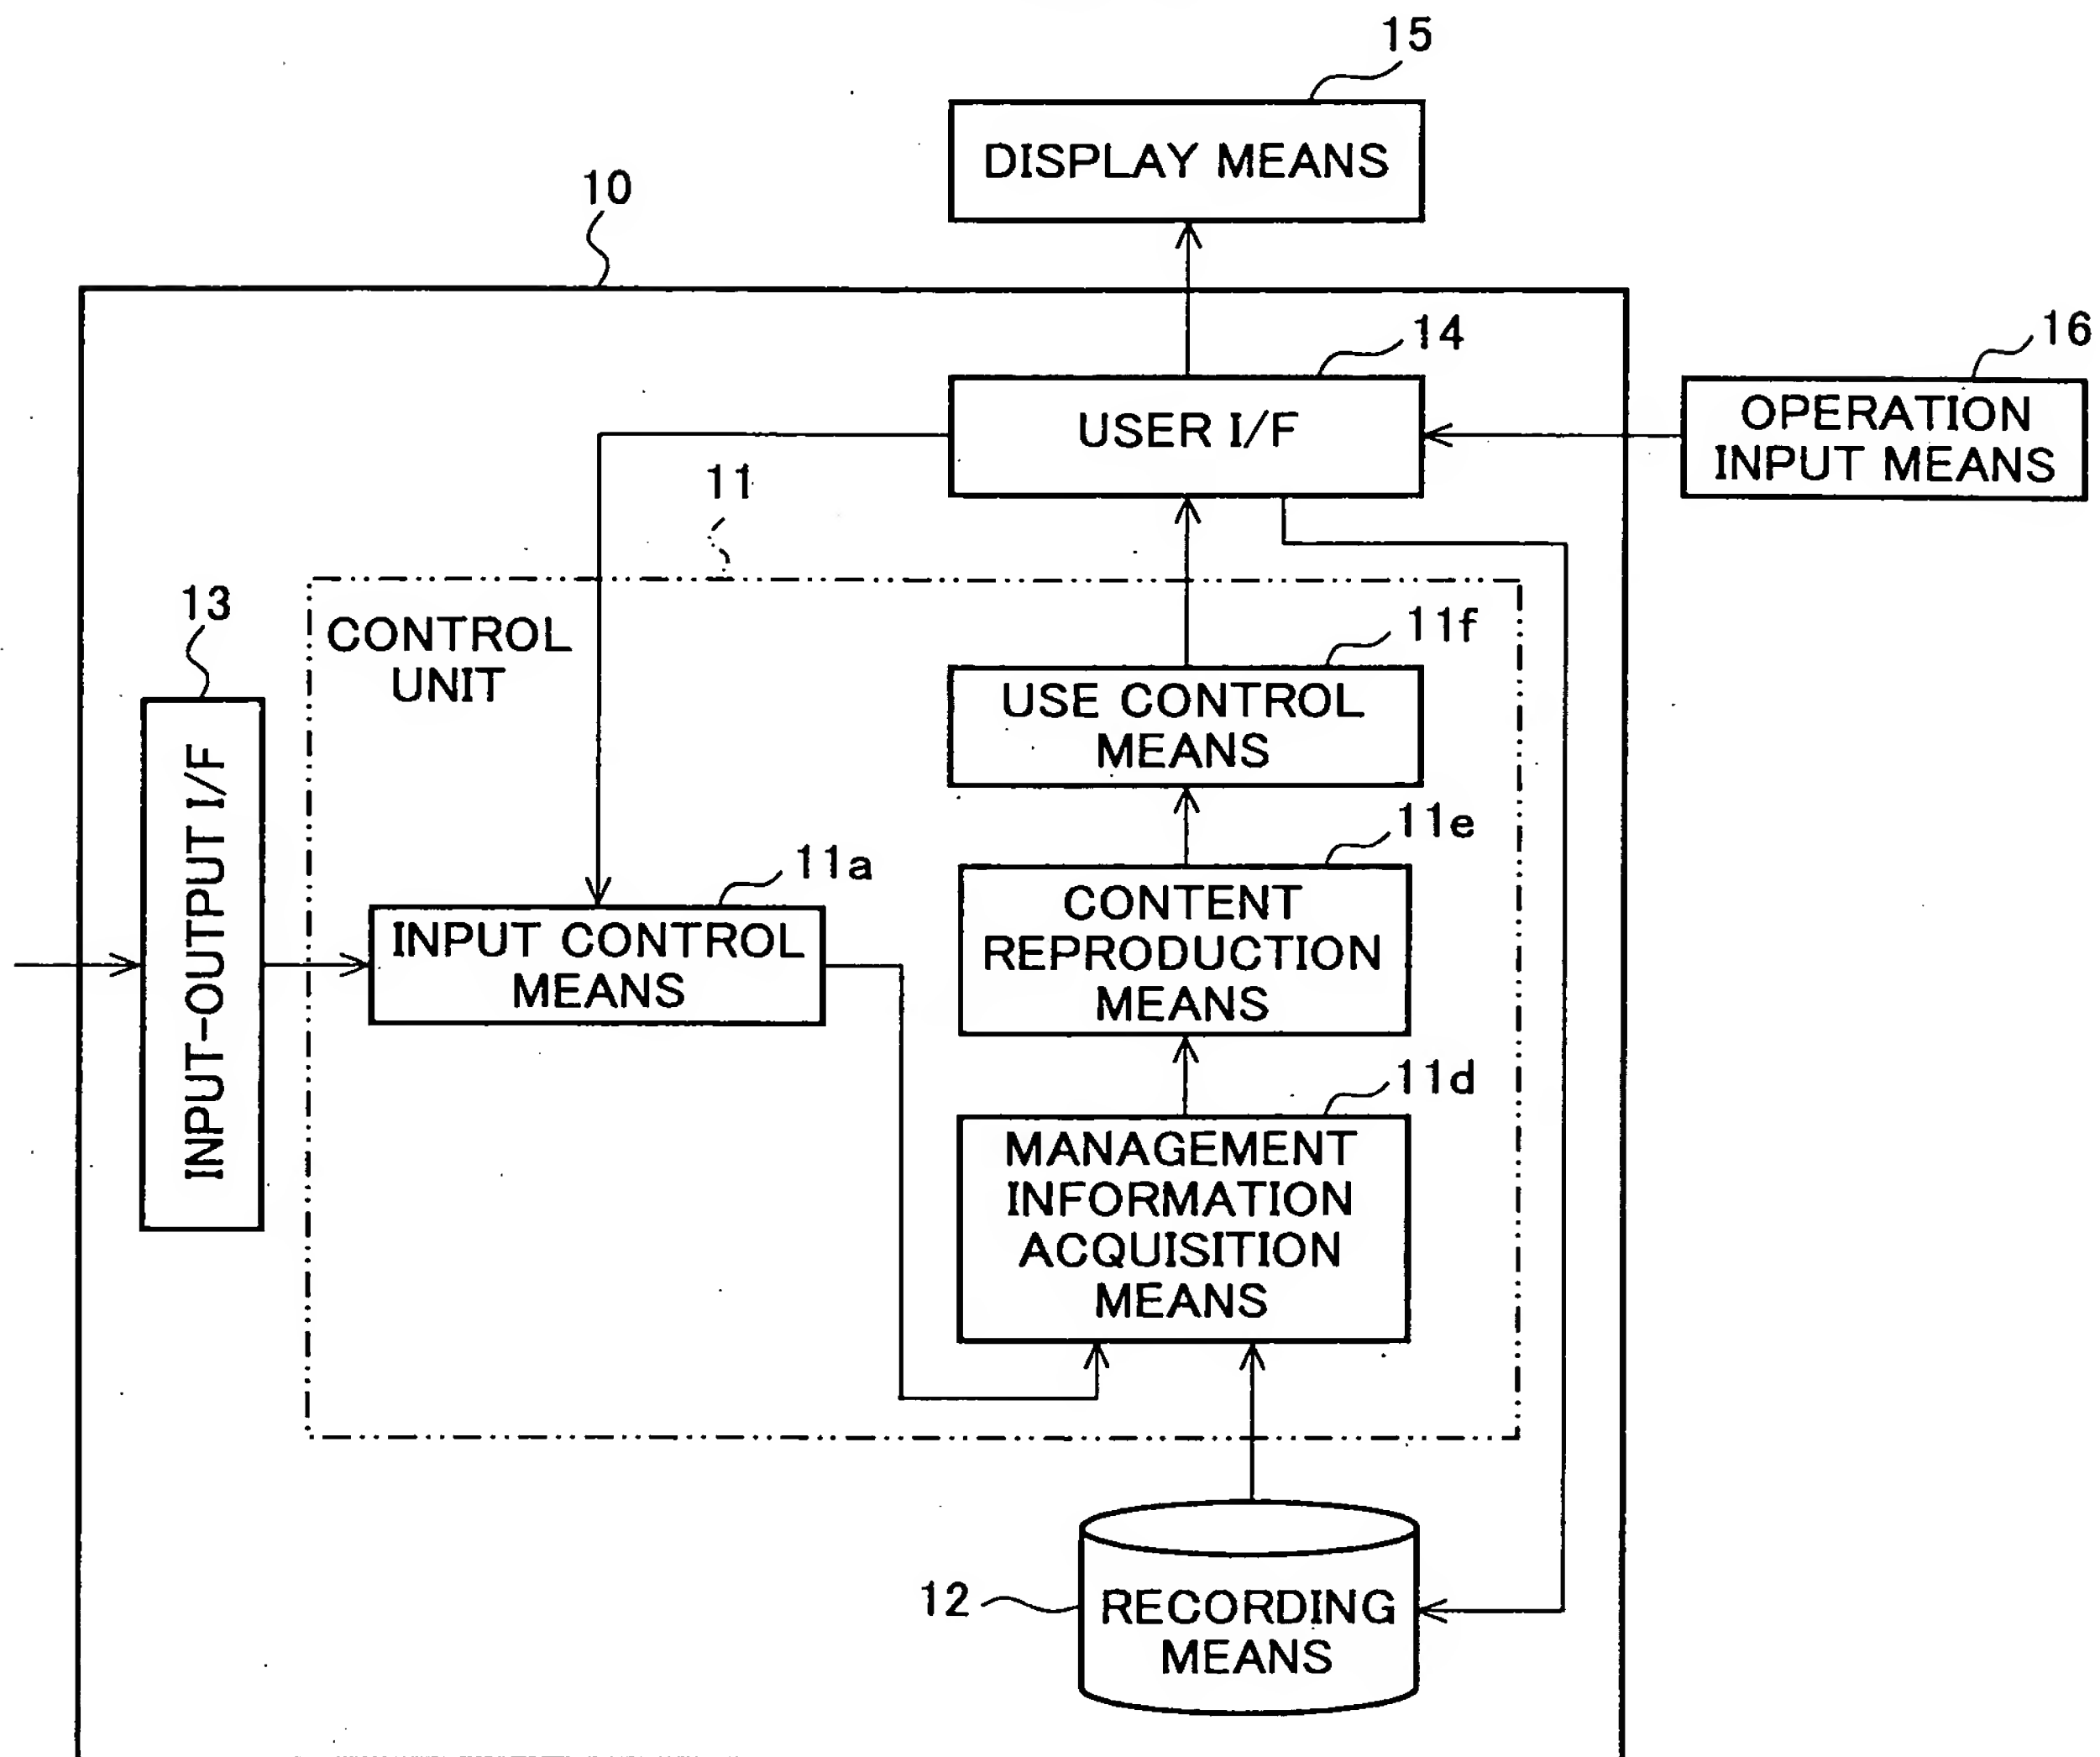 15
DISPLAY MEANS
10
14
16
USER I/F
OPERATION
INPUT MEANS
11
13
CONTROL
UNIT
11f
USE CONTROL
MEANS
INPUT-OUTPUT I/F
11e
11a
CONTENT
REPRODUCTION
MEANS
INPUT CONTROL
MEANS
11d
MANAGEMENT
INFORMATION
ACQUISITION
MEANS
12
RECORDING
MEANS